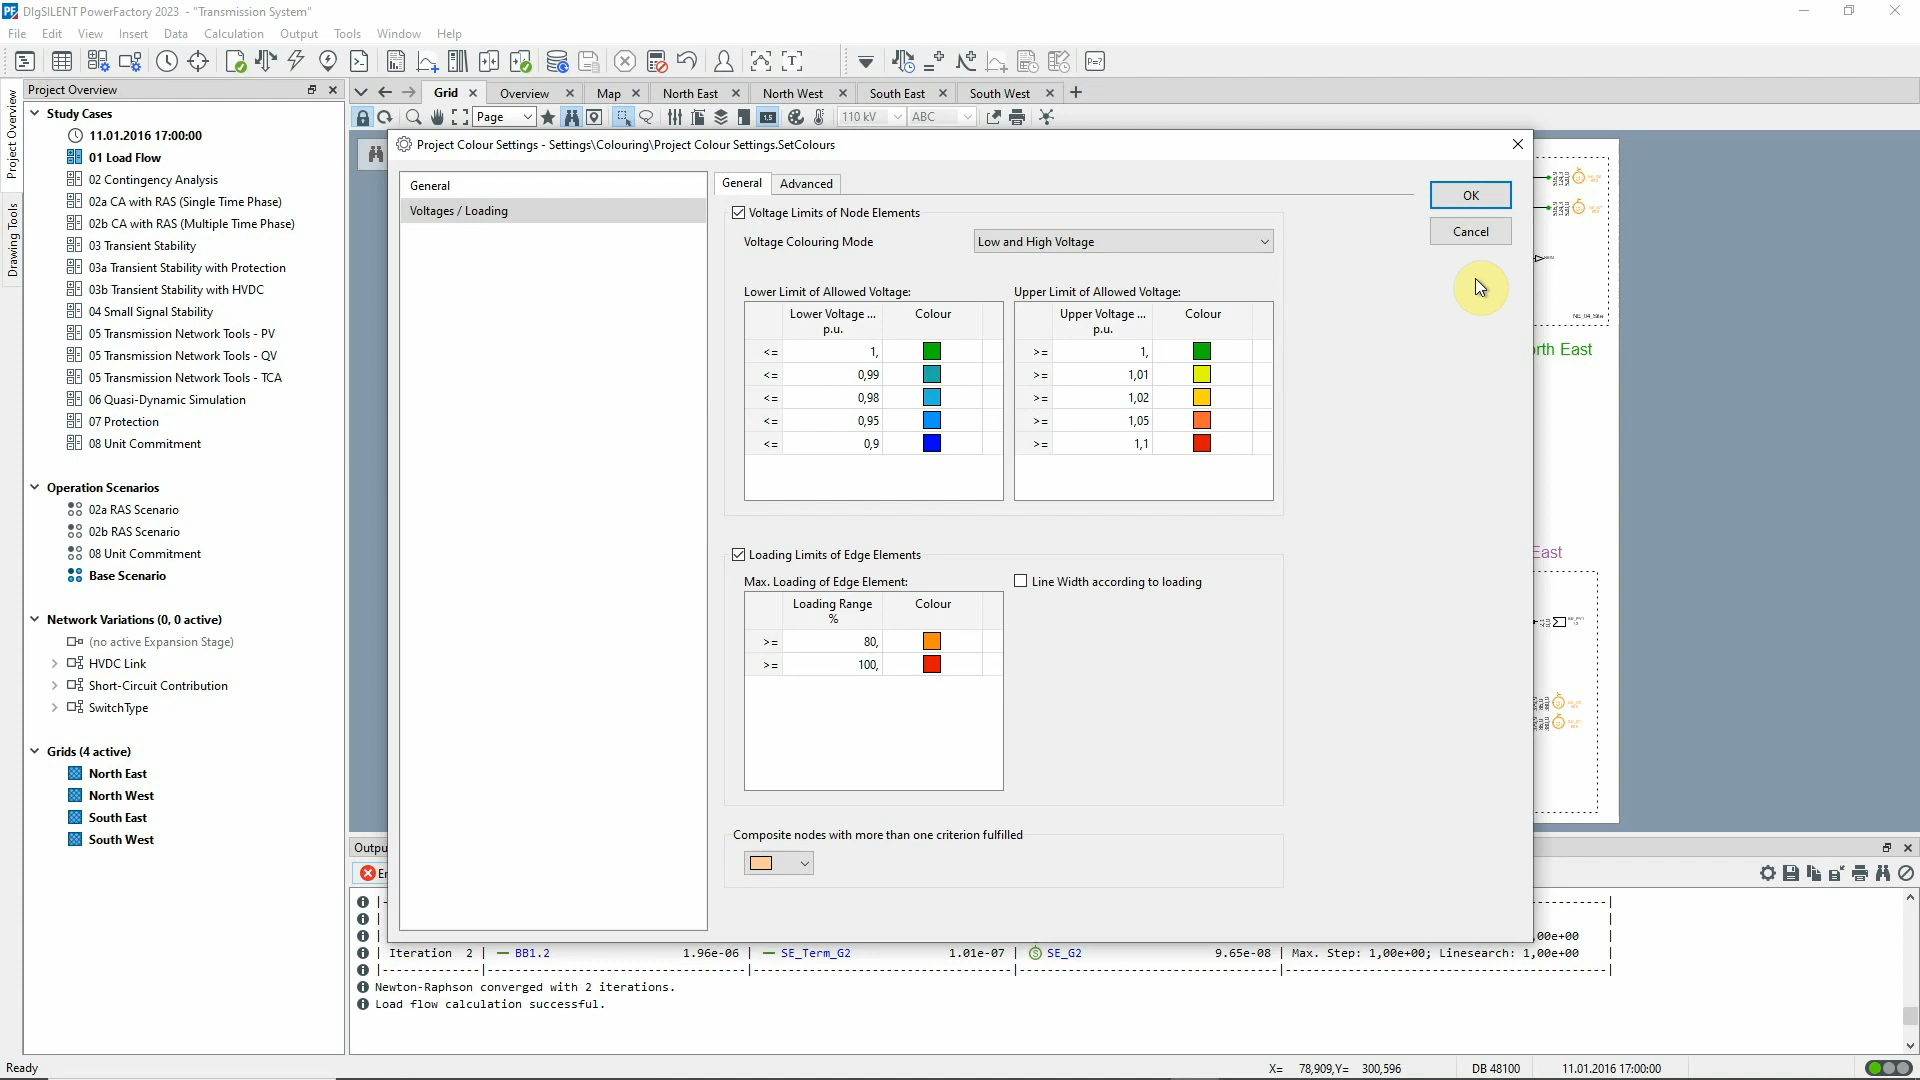 DIgSILENT PowerFactory 2023 - "Transmission System"
File Edit View Insert Data Calculation Output Tools Window Help
Project Overview
Drawing Tools
Project Overview
Study Cases
11.01.2016 17:00:00
01 Load Flow
02 Contingency Analysis
02a CA with RAS (Single Time Phase)
02b CA with RAS (Multiple Time Phase)
03 Transient Stability
03a Transient Stability with Protection
03b Transient Stability with HVDC
04 Small Signal Stability
05 Transmission Network Tools - PV
05 Transmission Network Tools - QV
05 Transmission Network Tools - TCA
06 Quasi-Dynamic Simulation
07 Protection
08 Unit Commitment
Operation Scenarios
02a RAS Scenario
02b RAS Scenario
08 Unit Commitment
Base Scenario
Network Variations (0, 0 active)
(no active Expansion Stage)
HVDC Link
Short-Circuit Contribution
SwitchType
Grids (4 active)
North East
North West
South East
South West
Grid Overview Map North East North West South East South West
Page 110 kV ABC
Project Colour Settings - Settings\Colouring\Project Colour Settings.SetColours
General
Voltages / Loading
General Advanced
OK
Cancel
Voltage Limits of Node Elements
Voltage Colouring Mode Low and High Voltage
Lower Limit of Allowed Voltage:
Lower Voltage ... Colour
p.u.
<= 1,
<= 0,99
<= 0,98
<= 0,95
<= 0,9
Upper Limit of Allowed Voltage:
Upper Voltage ... Colour
p.u.
>= 1,
>= 1,01
>= 1,02
>= 1,05
>= 1,1
Loading Limits of Edge Elements
Max. Loading of Edge Element:
Line Width according to loading
Loading Range Colour
%
>= 80,
>= 100,
Composite nodes with more than one criterion fulfilled
rth East
East
Outpu
Er
,00e+00
Iteration 2 | BB1.2 1.96e-06 | SE_Term_G2 1.01e-07 | SE_G2 9.65e-08 | Max. Step: 1,00e+00; Linesearch: 1,00e+00
Newton-Raphson converged with 2 iterations.
Load flow calculation successful.
Ready
X= 78,909,Y= 300,596 DB 48100 11.01.2016 17:00:00